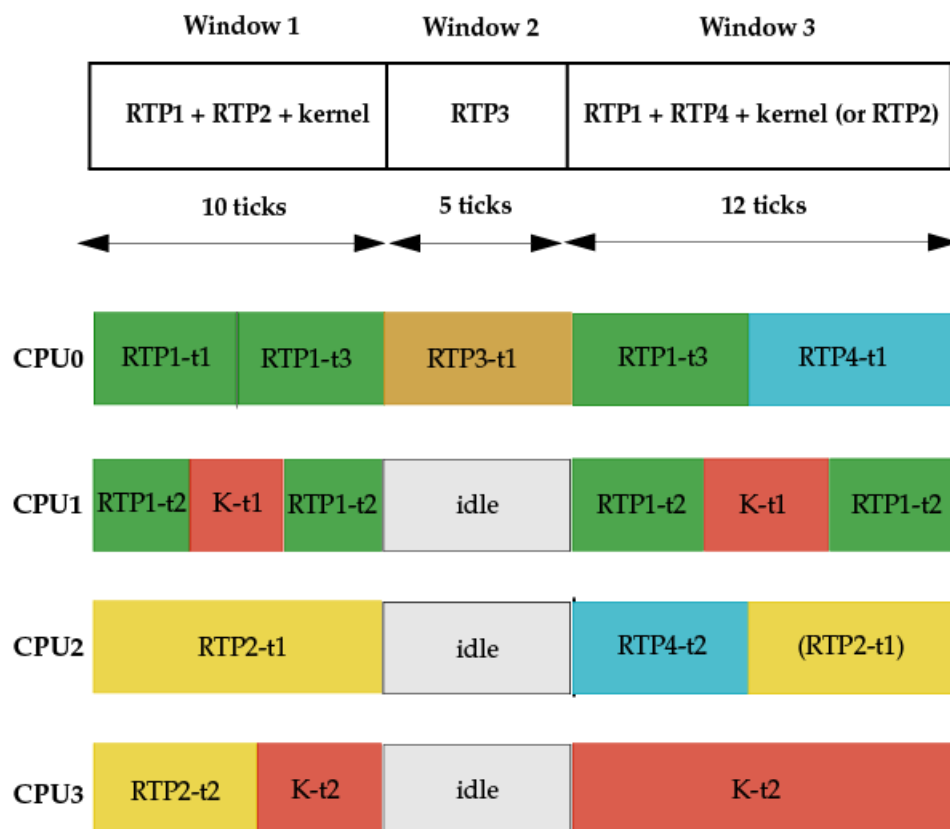 Window 1 Window 2 Window 3
RTP1 + RTP2 + kernel RTP3 RTP1 + RTP4 + kernel (or RTP2)
10 ticks 5 ticks 12 ticks
CPU0 RTP1-t1 RTP1-t3 RTP3-t1 RTP1-t3 RTP4-t1
CPU1 RTP1-t2 K-t1 RTP1-t2 idle RTP1-t2 K-t1 RTP1-t2
CPU2 RTP2-t1 idle RTP4-t2 (RTP2-t1)
CPU3 RTP2-t2 K-t2 idle K-t2